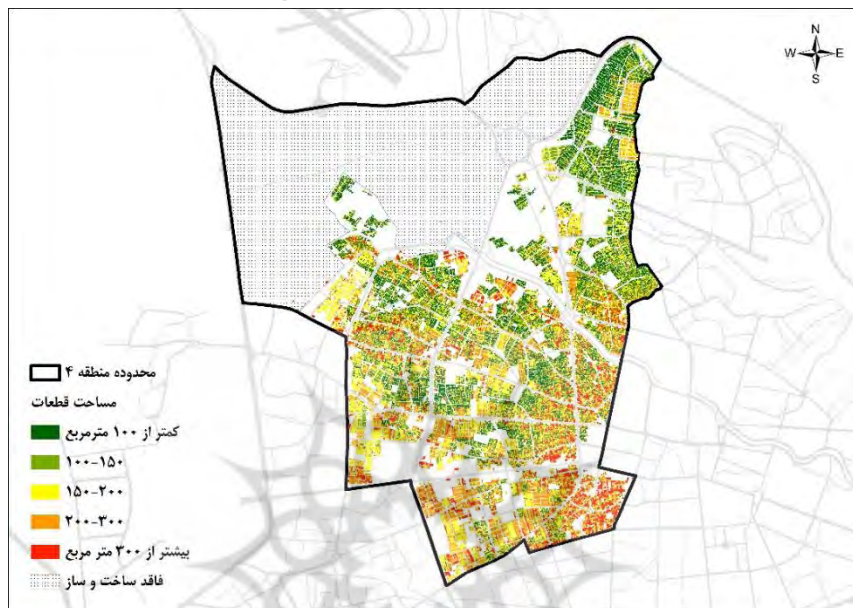 N
W E
S
محدوده منطقه ۴
مساحت قطعات
کمتر از ۱۰۰ مترمربع
۱۰۰-۱۵۰
۱۵۰-۲۰۰
۲۰۰-۳۰۰
بیشتر از ۳۰۰ متر مربع
فاقد ساخت و ساز